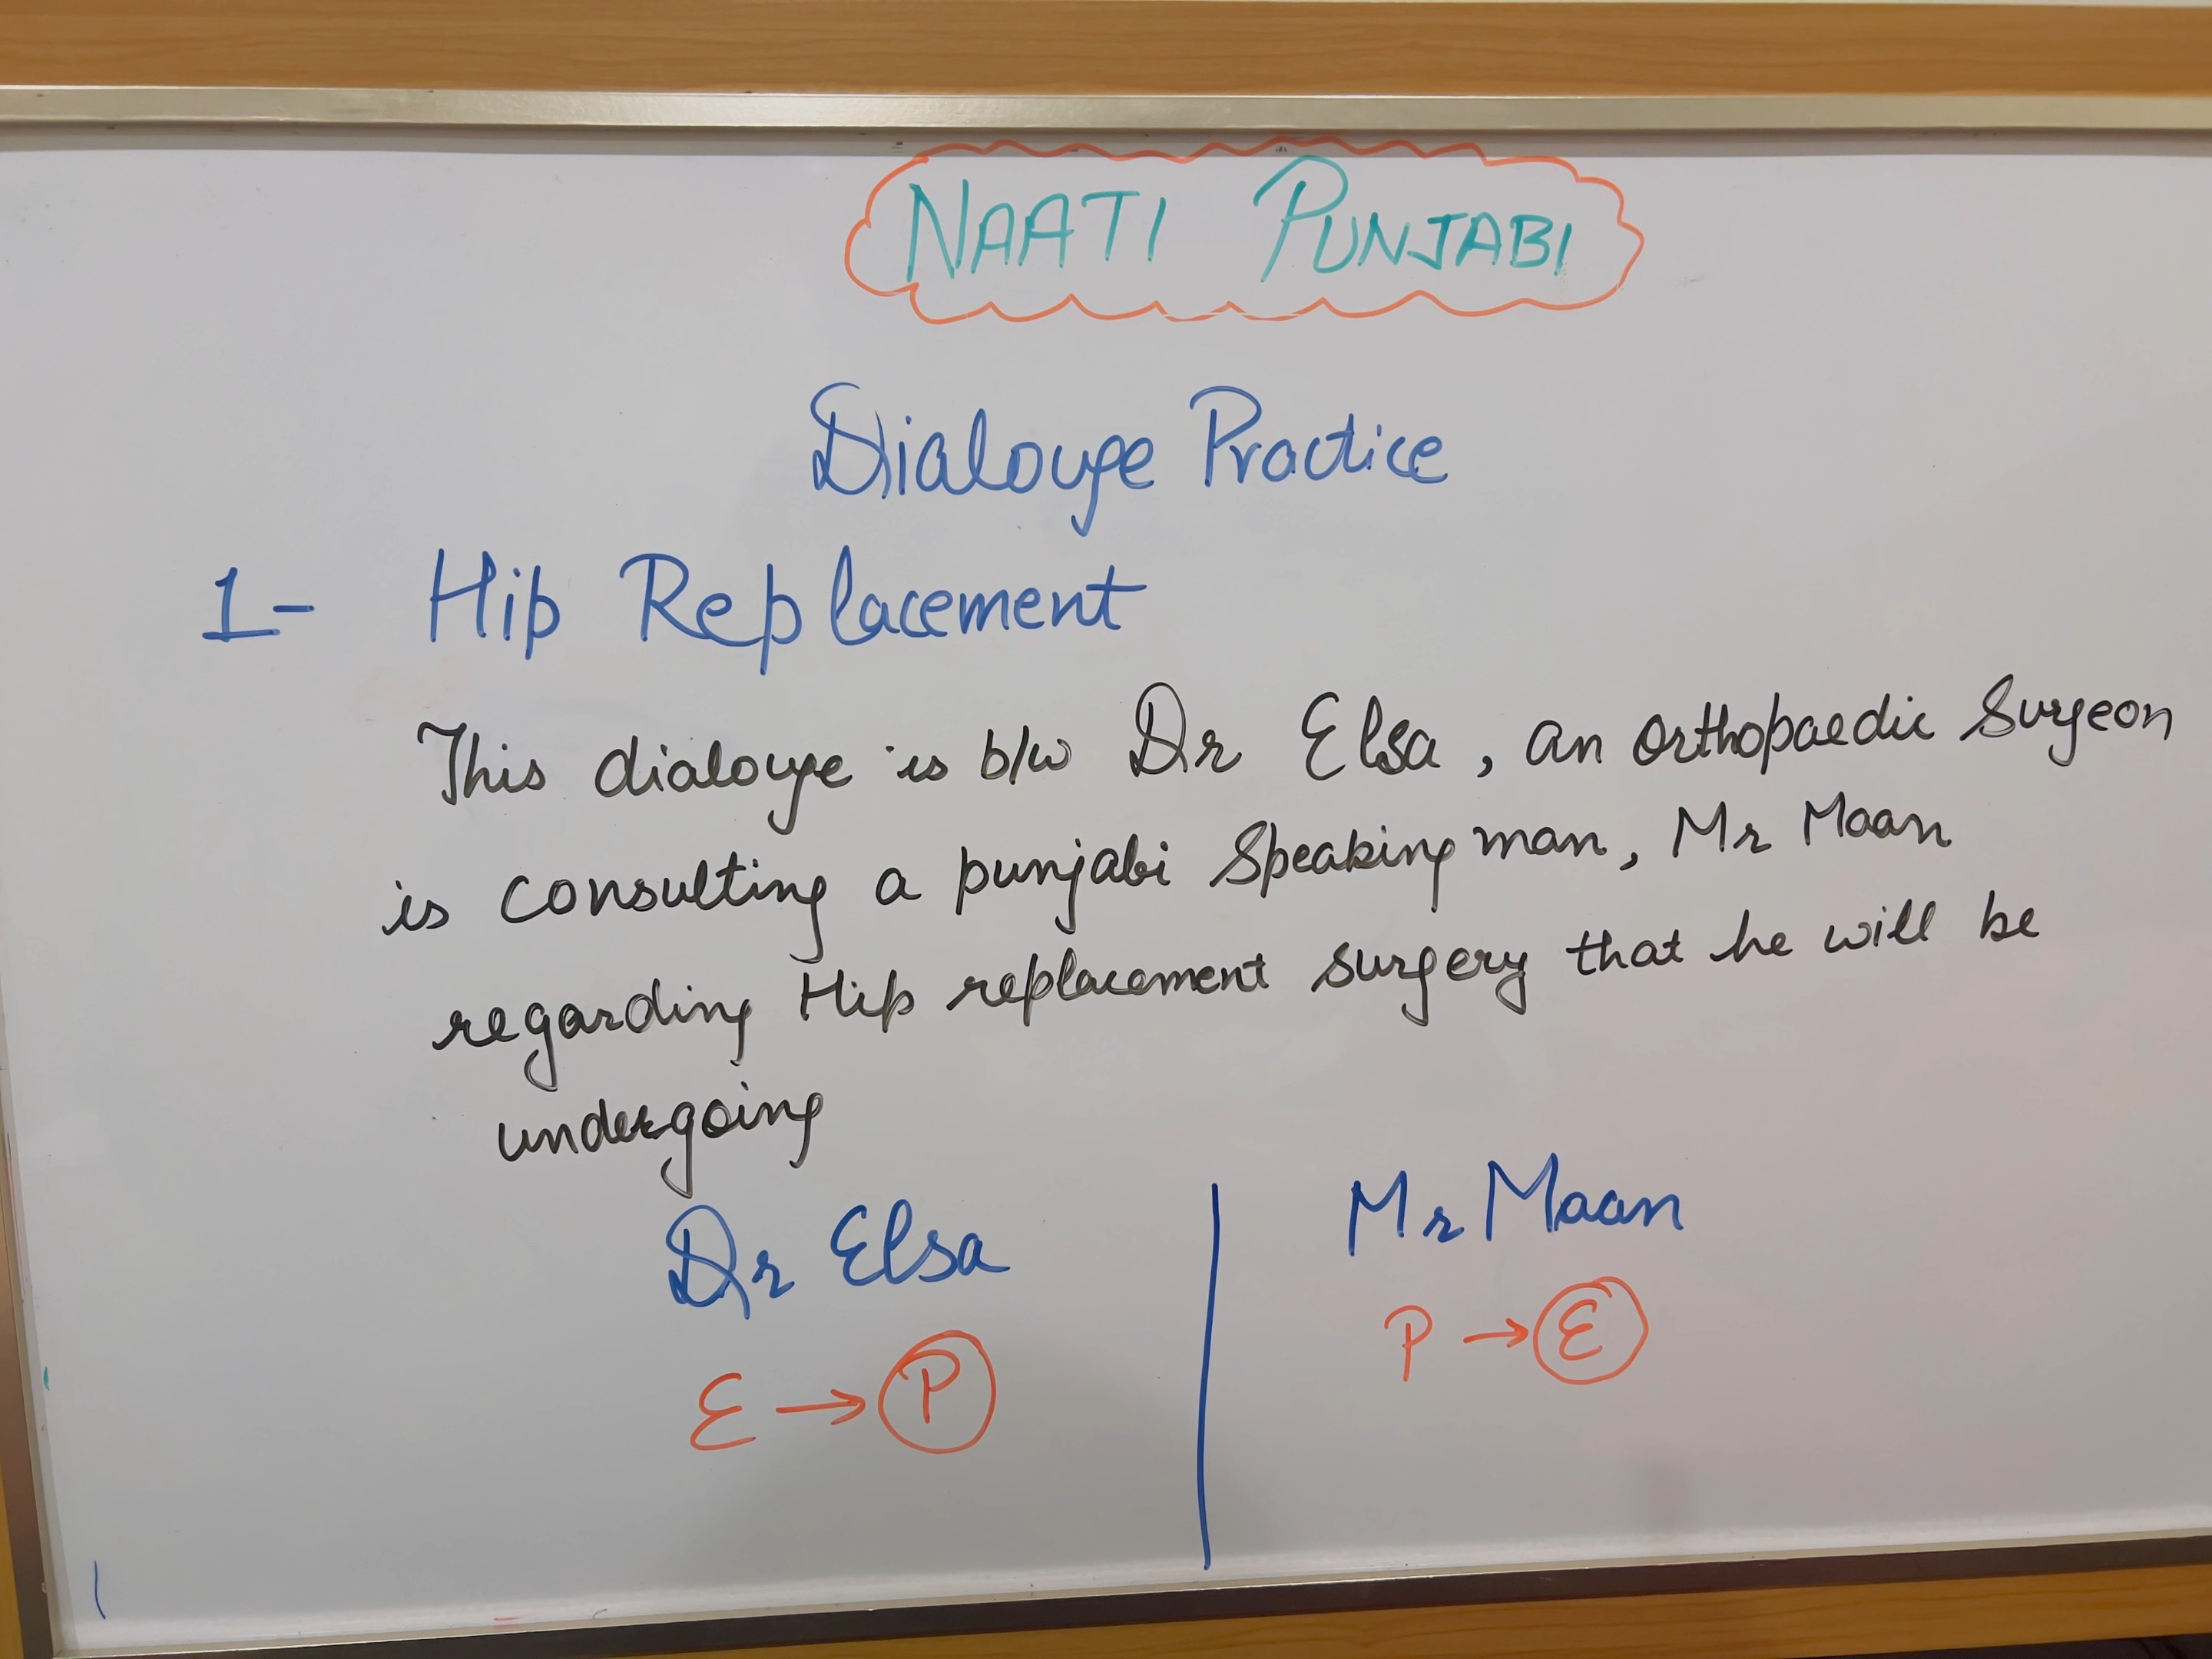 NAATI PUNJABI
Dialouge Practice
1- Hip Replacement
This dialouge is b/w Dr Elsa, an orthopaedic Surgeon
is consulting a punjabi Speaking man, Mr Maan
regarding Hip replacement surgery that he will be
undergoing
Dr Elsa
E → P
Mr Maan
P → E